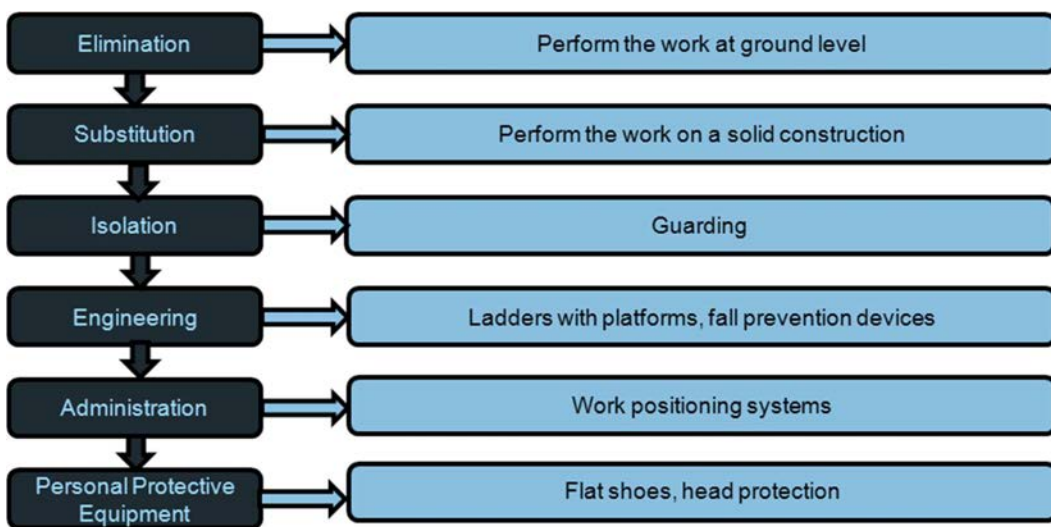 Elimination
Perform the work at ground level
Substitution
Perform the work on a solid construction
Isolation
Guarding
Engineering
Ladders with platforms, fall prevention devices
Administration
Work positioning systems
Personal Protective
Equipment
Flat shoes, head protection